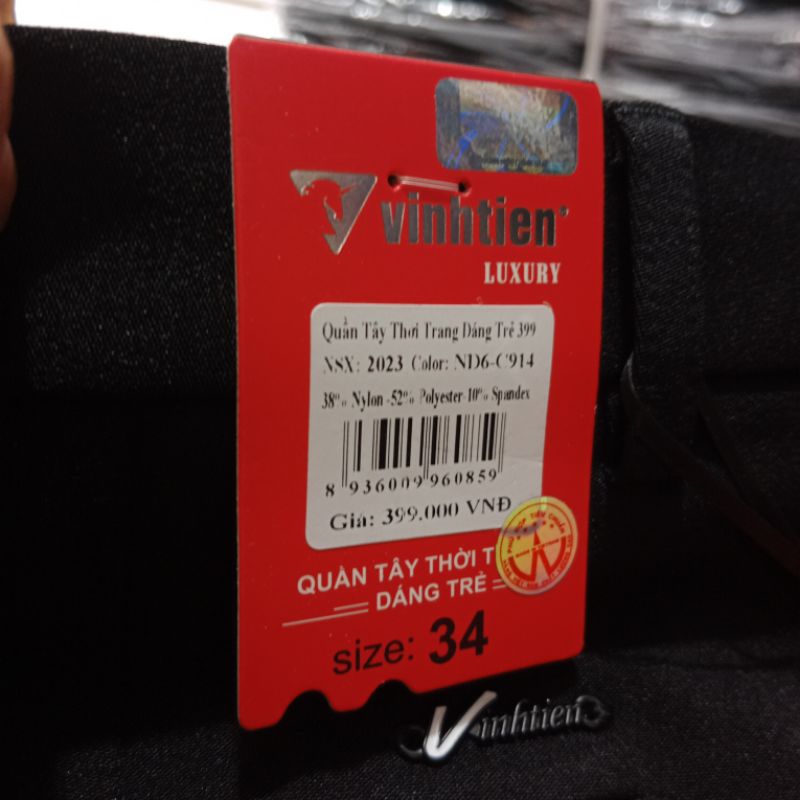 vinhtien
LUXURY
Quần Tây Thời Trang Dáng Trẻ 399
NSX: 2023 Color: ND6-C914
38% Nylon -52% Polyester-10% Spandex
8 936009 960859
Giá: 399.000 VNĐ
QUẦN TÂY THỜI T
DÁNG TRẺ
size: 34
Vinhtien